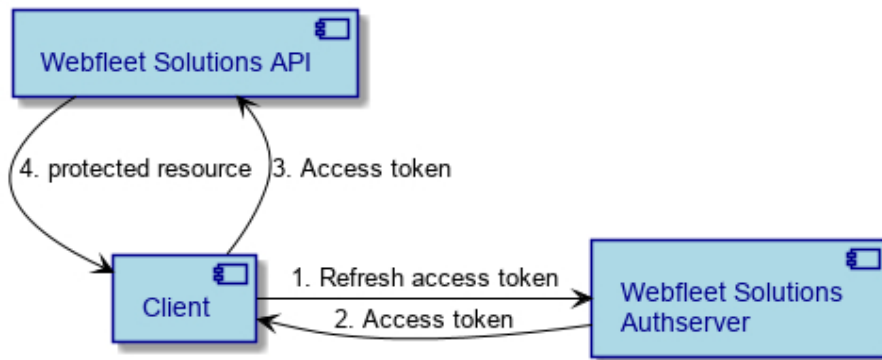 Webfleet Solutions API
4. protected resource
3. Access token
1. Refresh access token
2. Access token
Client
Webfleet Solutions
Authserver